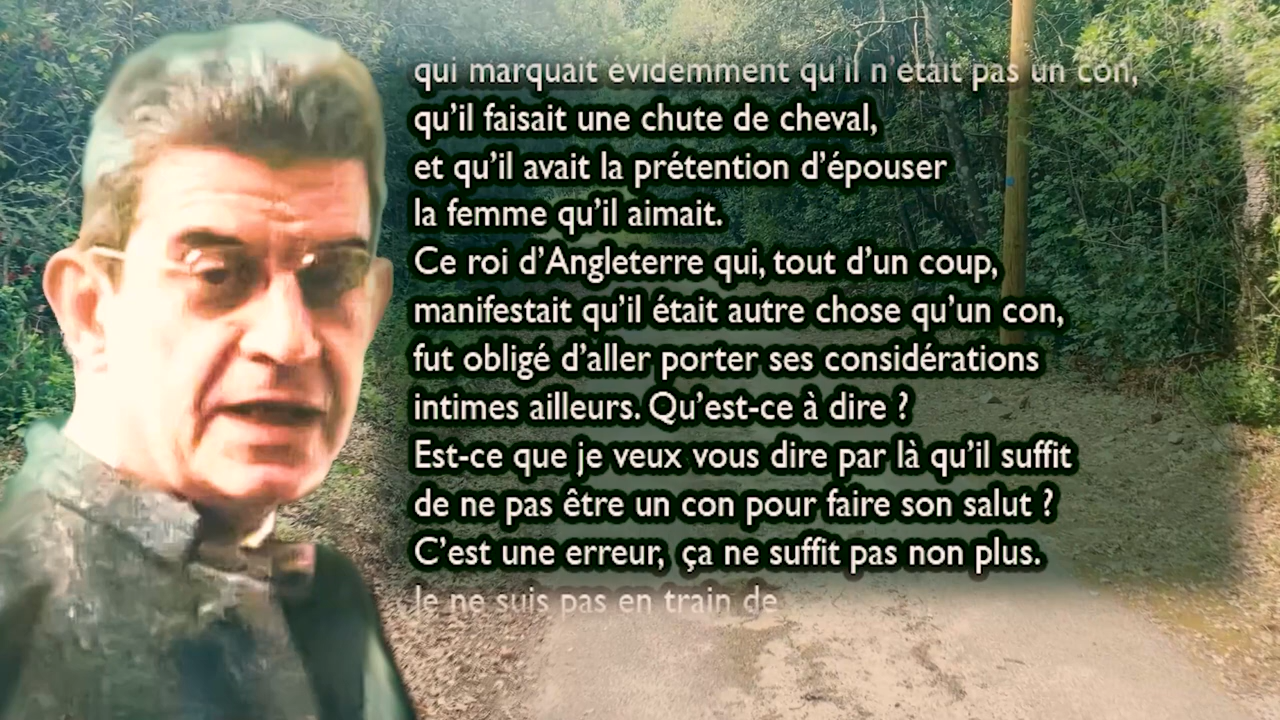 qui marquait évidemment qu'il n'était pas un con,
qu'il faisait une chute de cheval,
et qu'il avait la prétention d'épouser
la femme qu'il aimait.
Ce roi d'Angleterre qui, tout d'un coup,
manifestait qu'il était autre chose qu'un con,
fut obligé d'aller porter ses considérations
intimes ailleurs. Qu'est-ce à dire ?
Est-ce que je veux vous dire par là qu'il suffit
de ne pas être un con pour faire son salut ?
C'est une erreur, ça ne suffit pas non plus.
Je ne suis pas en train de